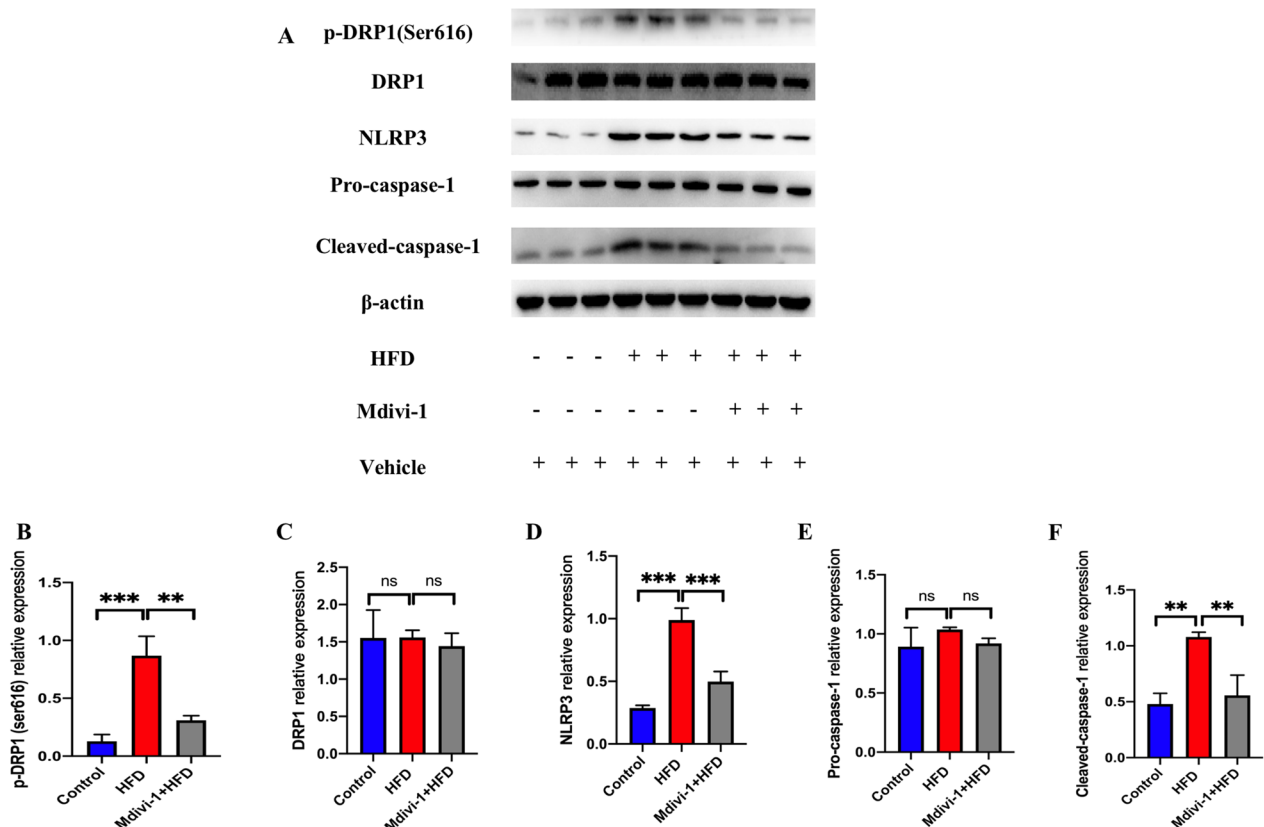 A
p-DRP1(Ser616)
DRP1
NLRP3
Pro-caspase-1
Cleaved-caspase-1
β-actin
HFD - - - + + + + + +
Mdivi-1 - - - - - - + + +
Vehicle + + + + + + + + +
B
p-DRP1 (ser616) relative expression
1.5
1.0
0.5
0.0
*** **
Control
HFD
Mdivi-1+HFD
C
DRP1 relative expression
2.5
2.0
1.5
1.0
0.5
0.0
ns ns
Control
HFD
Mdivi-1+HFD
D
NLRP3 relative expression
1.5
1.0
0.5
0.0
*** ***
Control
HFD
Mdivi-1+HFD
E
Pro-caspase-1 relative expression
1.5
1.0
0.5
0.0
ns ns
Control
HFD
Mdivi-1+HFD
F
Cleaved-caspase-1 relative expression
1.5
1.0
0.5
0.0
** **
Control
HFD
Mdivi-1+HFD